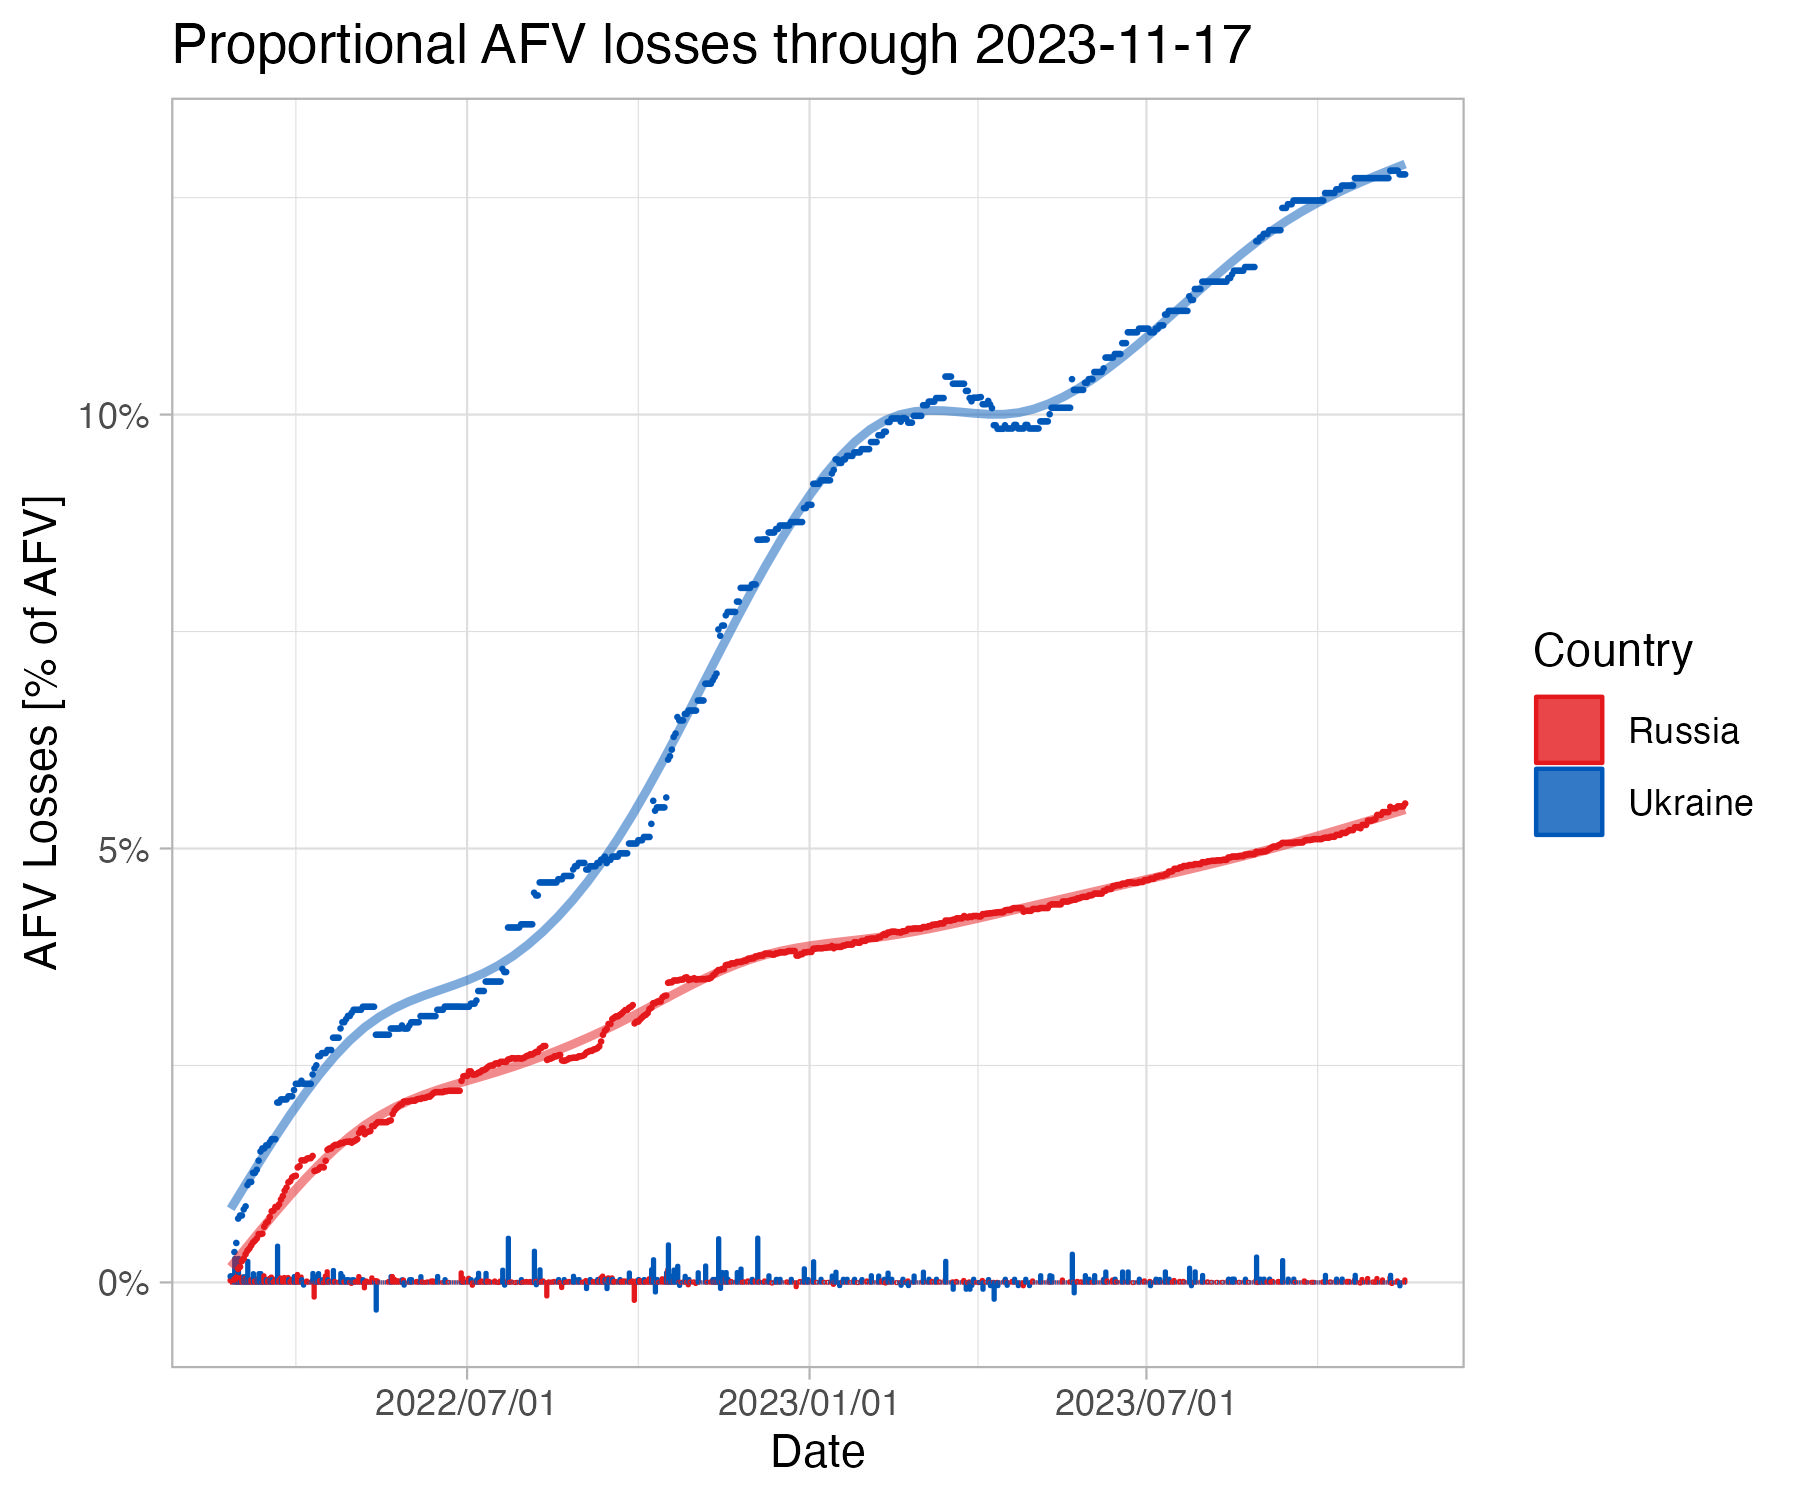 Proportional AFV losses through 2023-11-17
AFV Losses [% of AFV]
10%
5%
0%
2022/07/01 2023/01/01 2023/07/01
Date
Country
Russia
Ukraine